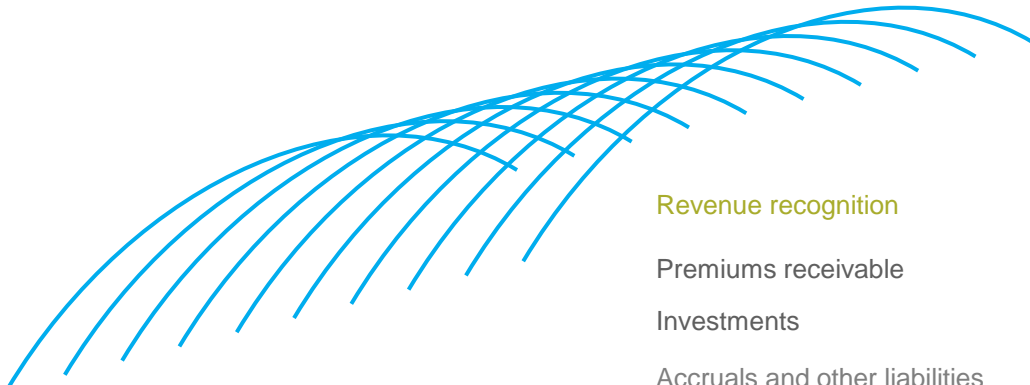 Revenue recognition
Premiums receivable
Investments
Accruals and other liabilities